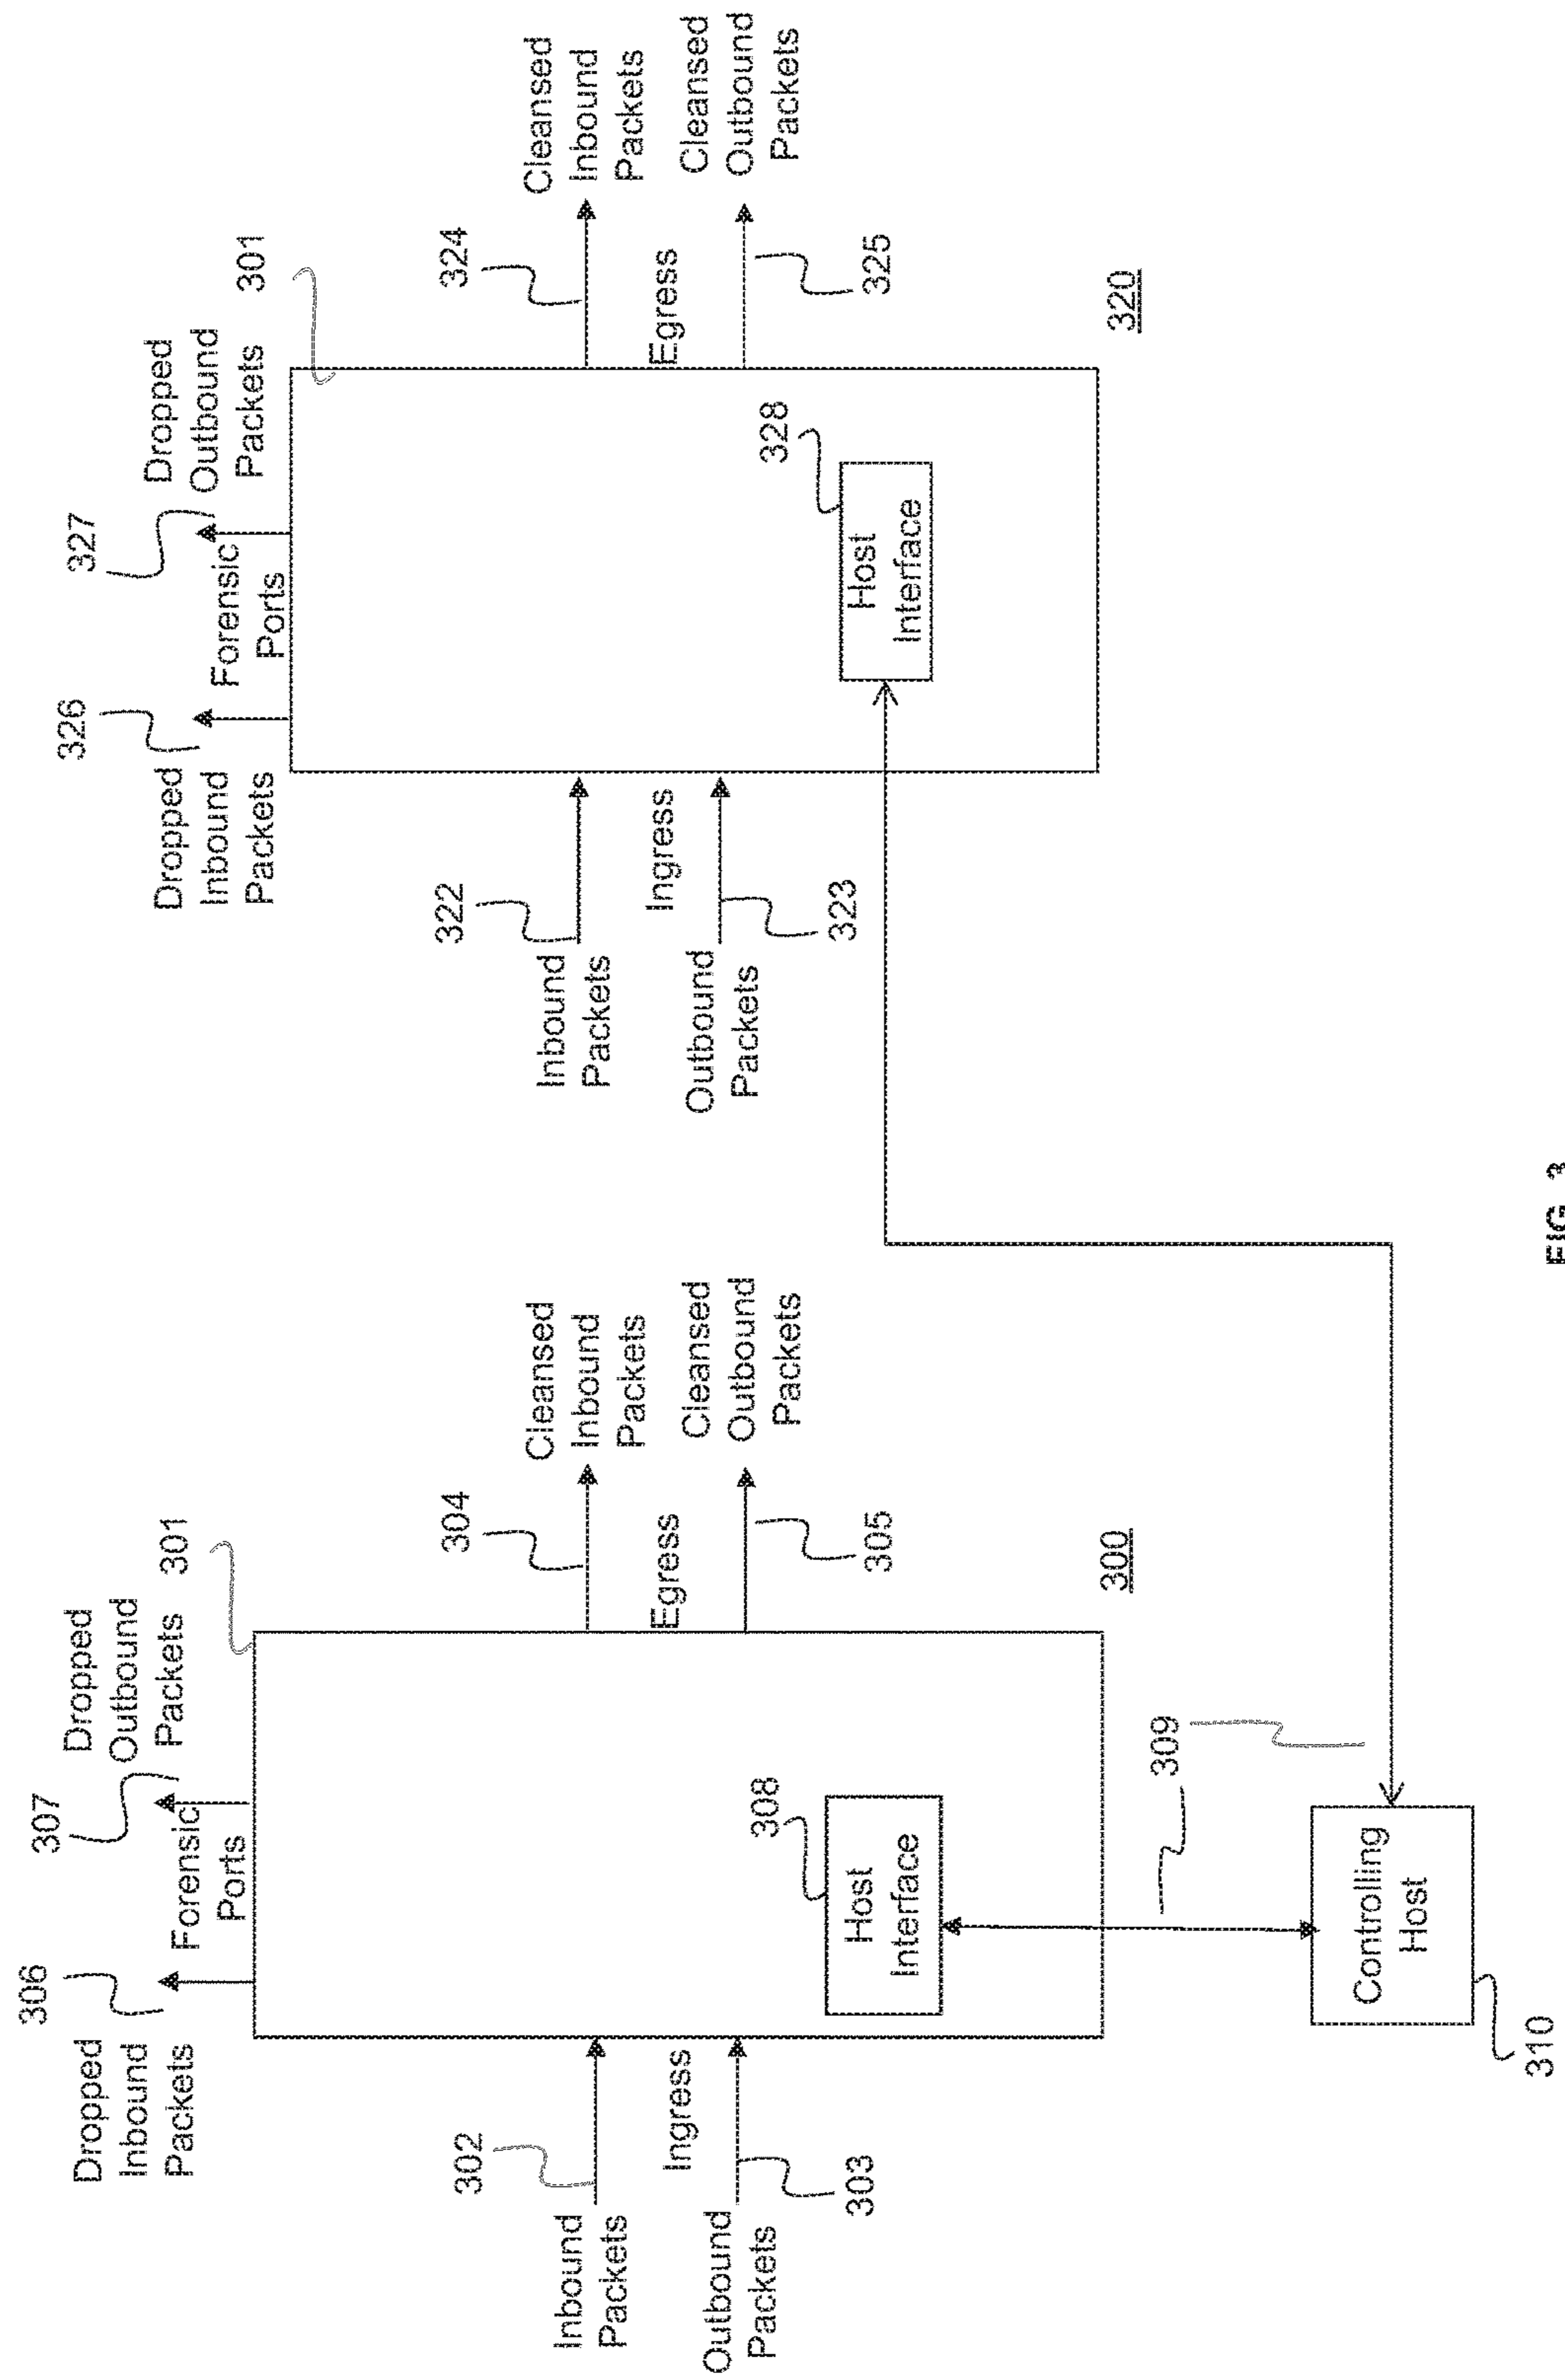 Dropped
Inbound
Packets
306
Forensic
Ports
307
Dropped
Outbound
Packets
301
302
Inbound
Packets
Ingress
Outbound
Packets
303
304
Cleansed
Inbound
Packets
Egress
Cleansed
Outbound
Packets
305
308
Host
Interface
300
309
Controlling
Host
310
Dropped
Inbound
Packets
326
Forensic
Ports
327
Dropped
Outbound
Packets
301
322
Inbound
Packets
Ingress
Outbound
Packets
323
324
Cleansed
Inbound
Packets
Egress
Cleansed
Outbound
Packets
325
328
Host
Interface
320
FIG. 3